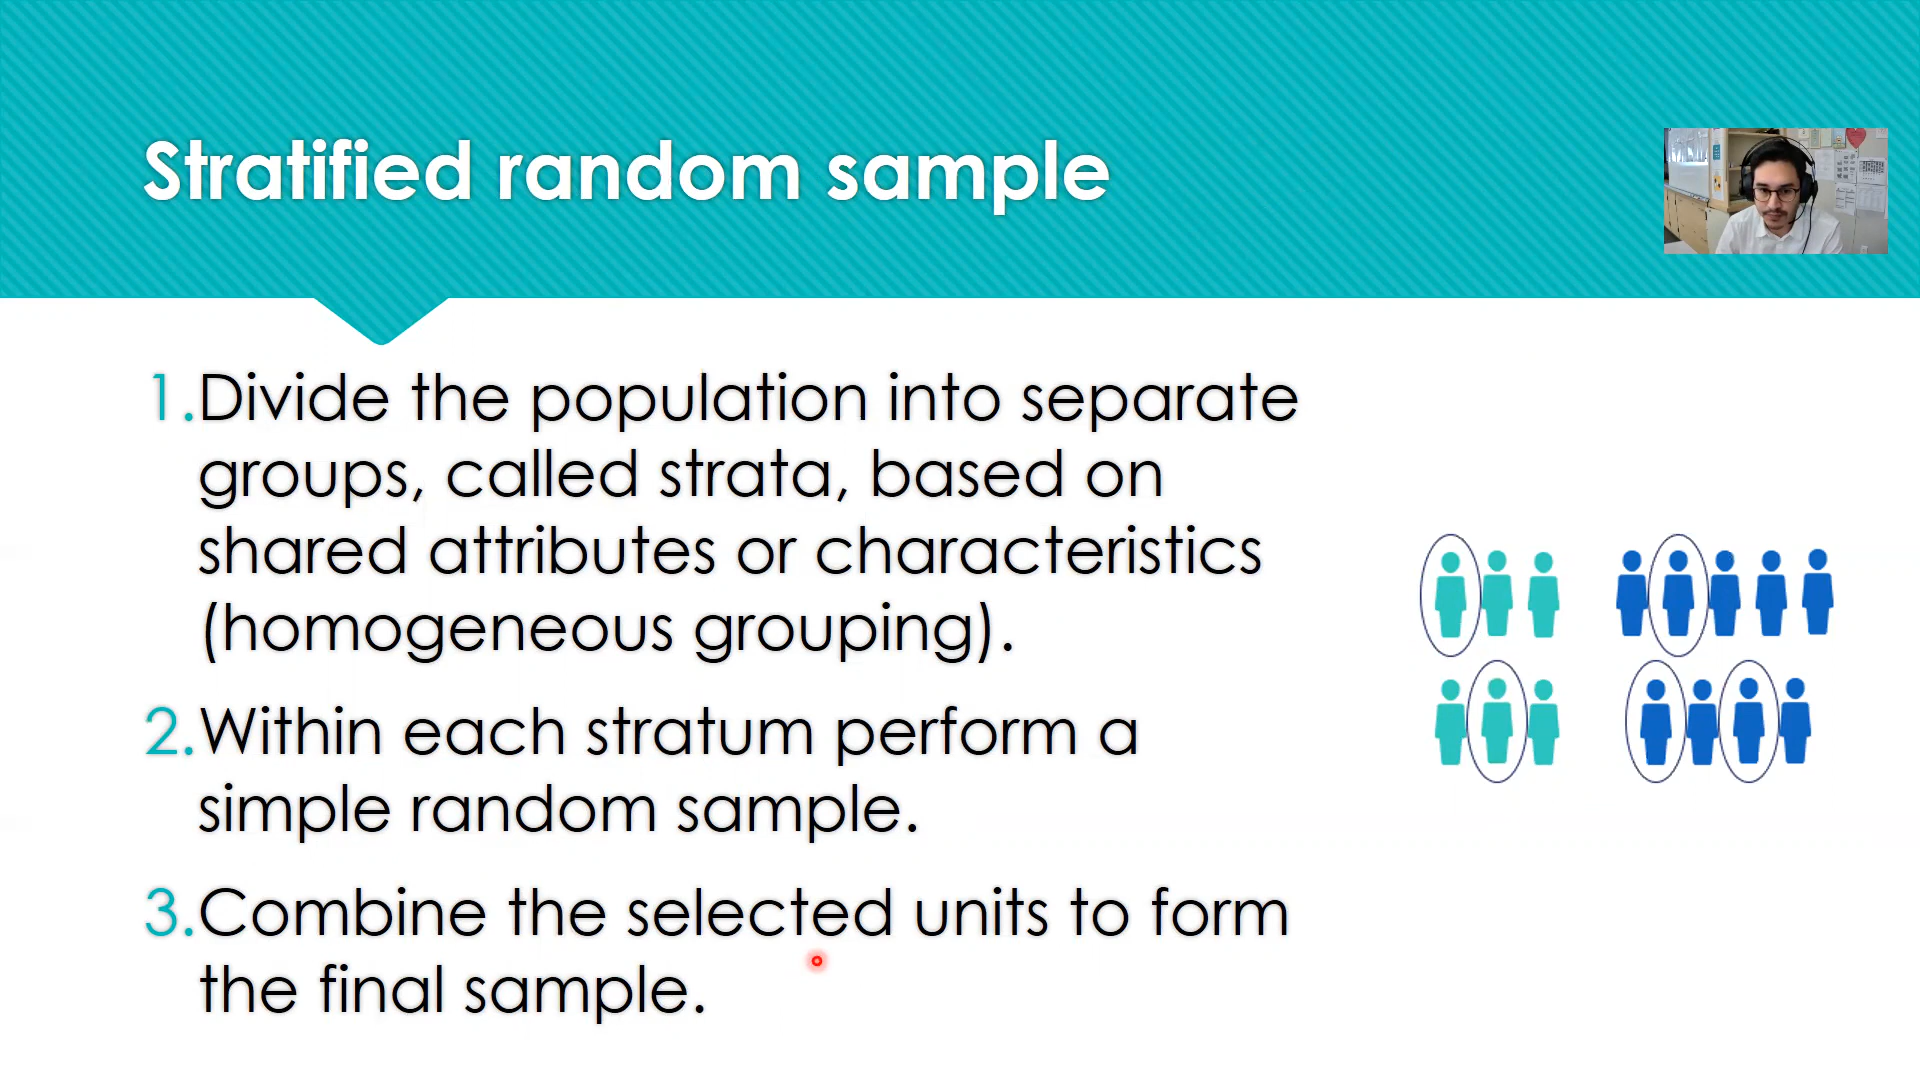 Stratified random sample
1.Divide the population into separate
groups, called strata, based on
shared attributes or characteristics
(homogeneous grouping).
2.Within each stratum perform a
simple random sample.
3.Combine the selected units to form
the final sample.